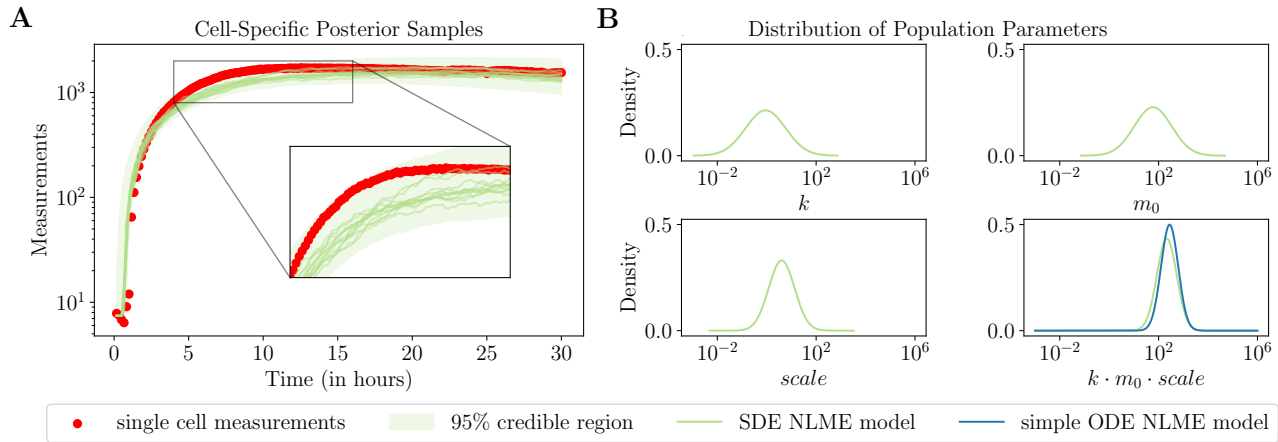 A
Cell-Specific Posterior Samples
Measurements
10³
10²
10¹
0 5 10 15 20 25 30
Time (in hours)
B
Distribution of Population Parameters
Density
0.5
0.0
10⁻² 10² 10⁶
k
0.5
0.0
10⁻² 10² 10⁶
m₀
Density
0.5
0.0
10⁻² 10² 10⁶
scale
0.5
0.0
10⁻² 10² 10⁶
k · m₀ · scale
single cell measurements 95% credible region SDE NLME model simple ODE NLME model